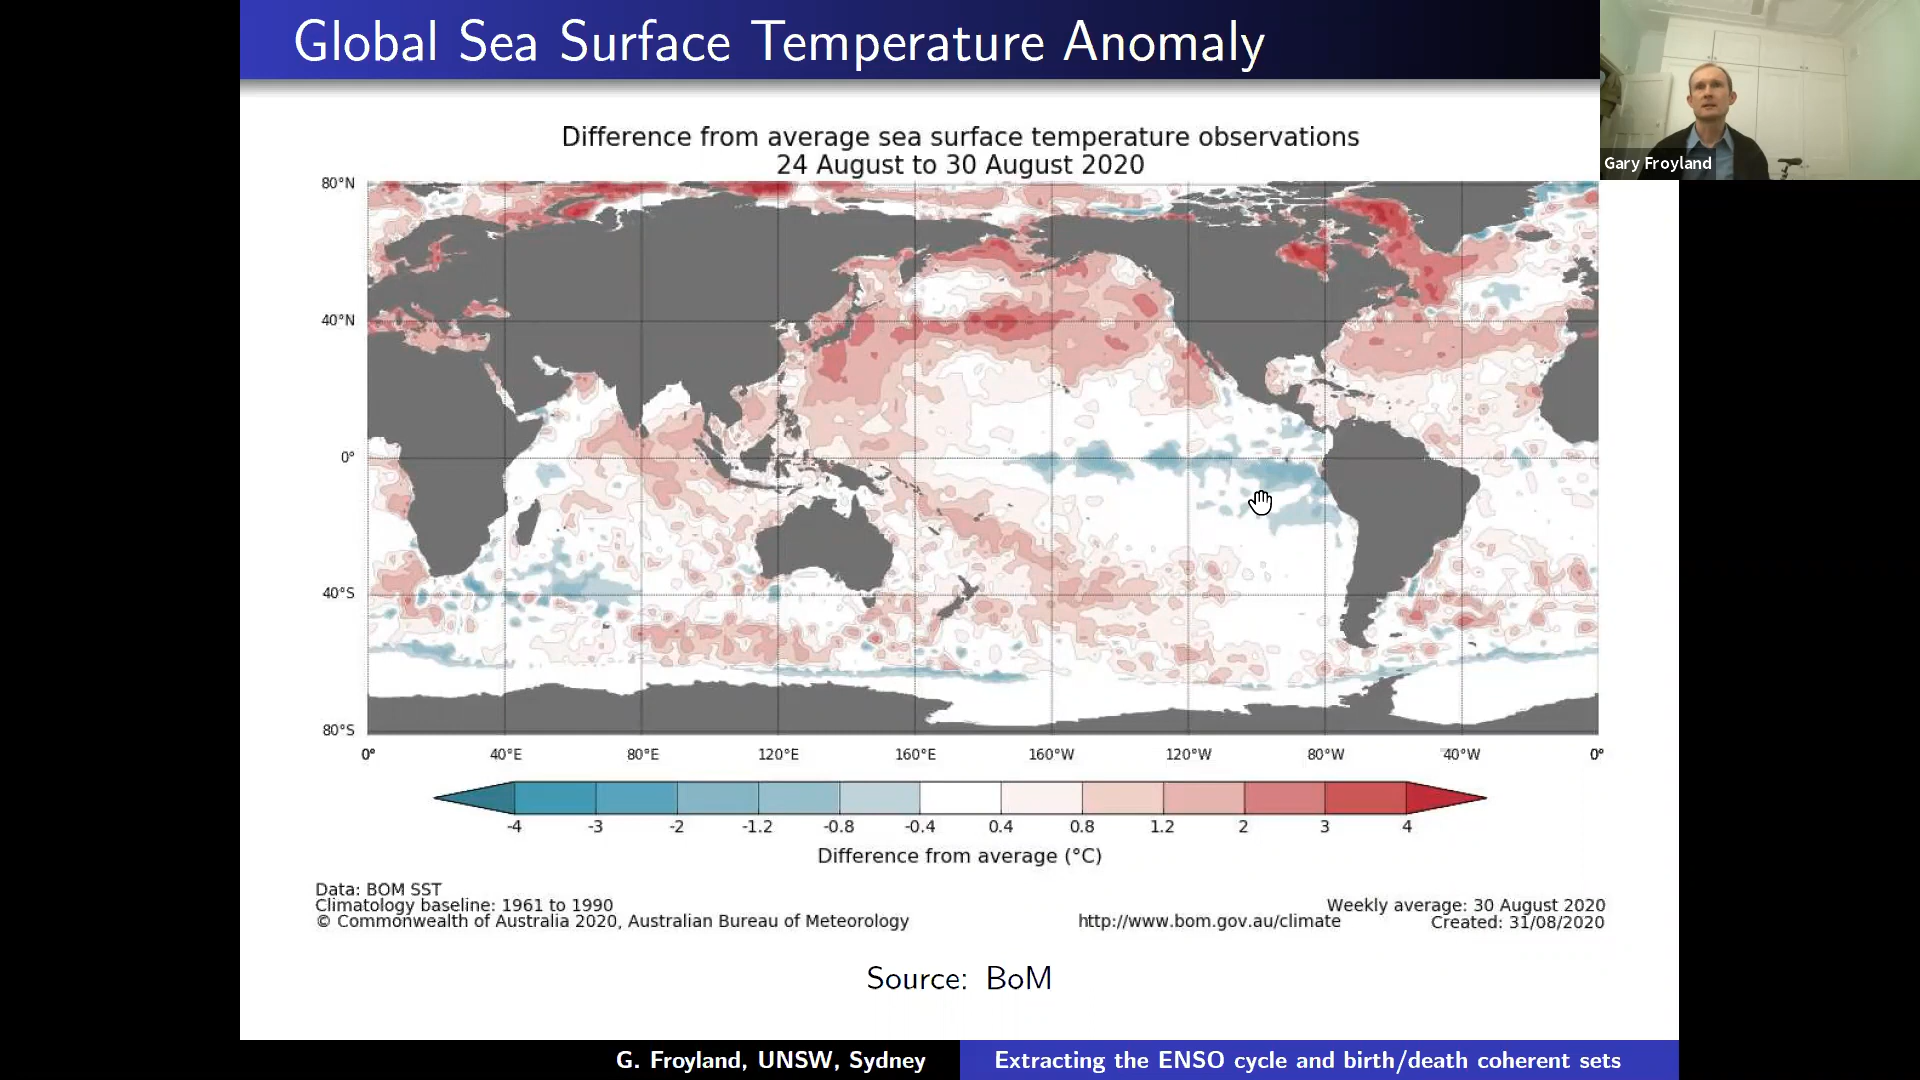 Global Sea Surface Temperature Anomaly
Gary Froyland
Difference from average sea surface temperature observations
24 August to 30 August 2020
80°N
40°N
0°
40°S
80°S
0° 40°E 80°E 120°E 160°E 160°W 120°W 80°W 40°W 0°
-4 -3 -2 -1.2 -0.8 -0.4 0.4 0.8 1.2 2 3 4
Difference from average (°C)
Data: BOM SST
Climatology baseline: 1961 to 1990
© Commonwealth of Australia 2020, Australian Bureau of Meteorology
http://www.bom.gov.au/climate
Weekly average: 30 August 2020
Created: 31/08/2020
Source: BoM
G. Froyland, UNSW, Sydney
Extracting the ENSO cycle and birth/death coherent sets